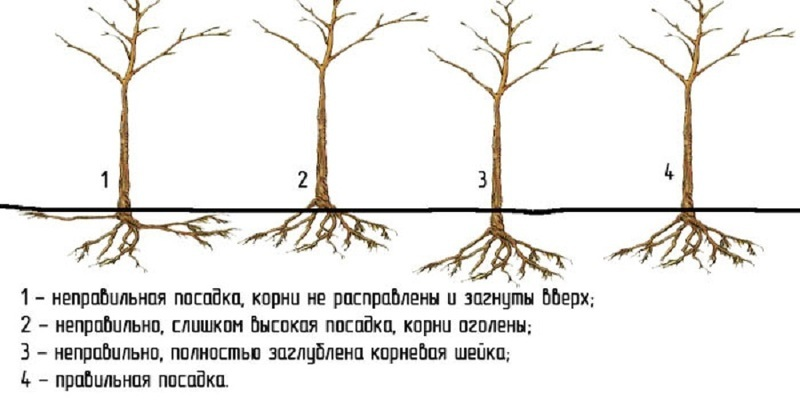 1 2 3 4
1 – неправильная посадка, корни не расправлены и загнуты вверх;
2 – неправильно, слишком высокая посадка, корни оголены;
3 – неправильно, полностью заглублена корневая шейка;
4 – правильная посадка.